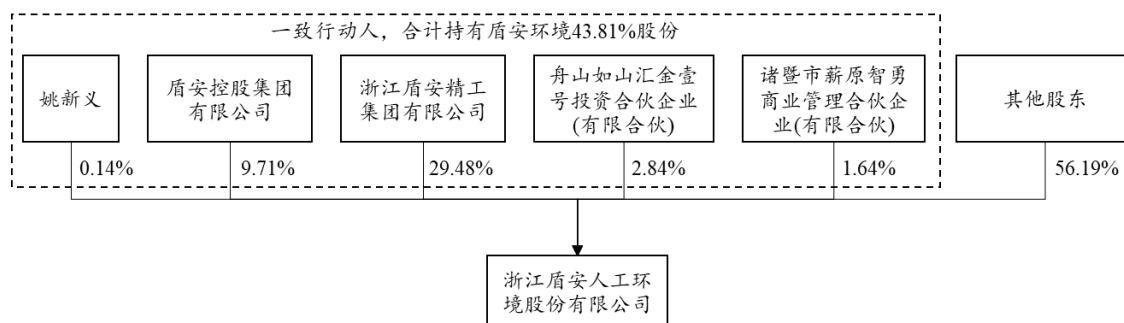 一致行动人，合计持有盾安环境43.81%股份
姚新义
盾安控股集团
有限公司
浙江盾安精工
集团有限公司
舟山如山汇金壹
号投资合伙企业
(有限合伙)
诸暨市薪原智勇
商业管理合伙企
业(有限合伙)
其他股东
0.14%
9.71%
29.48%
2.84%
1.64%
56.19%
浙江盾安人工环
境股份有限公司